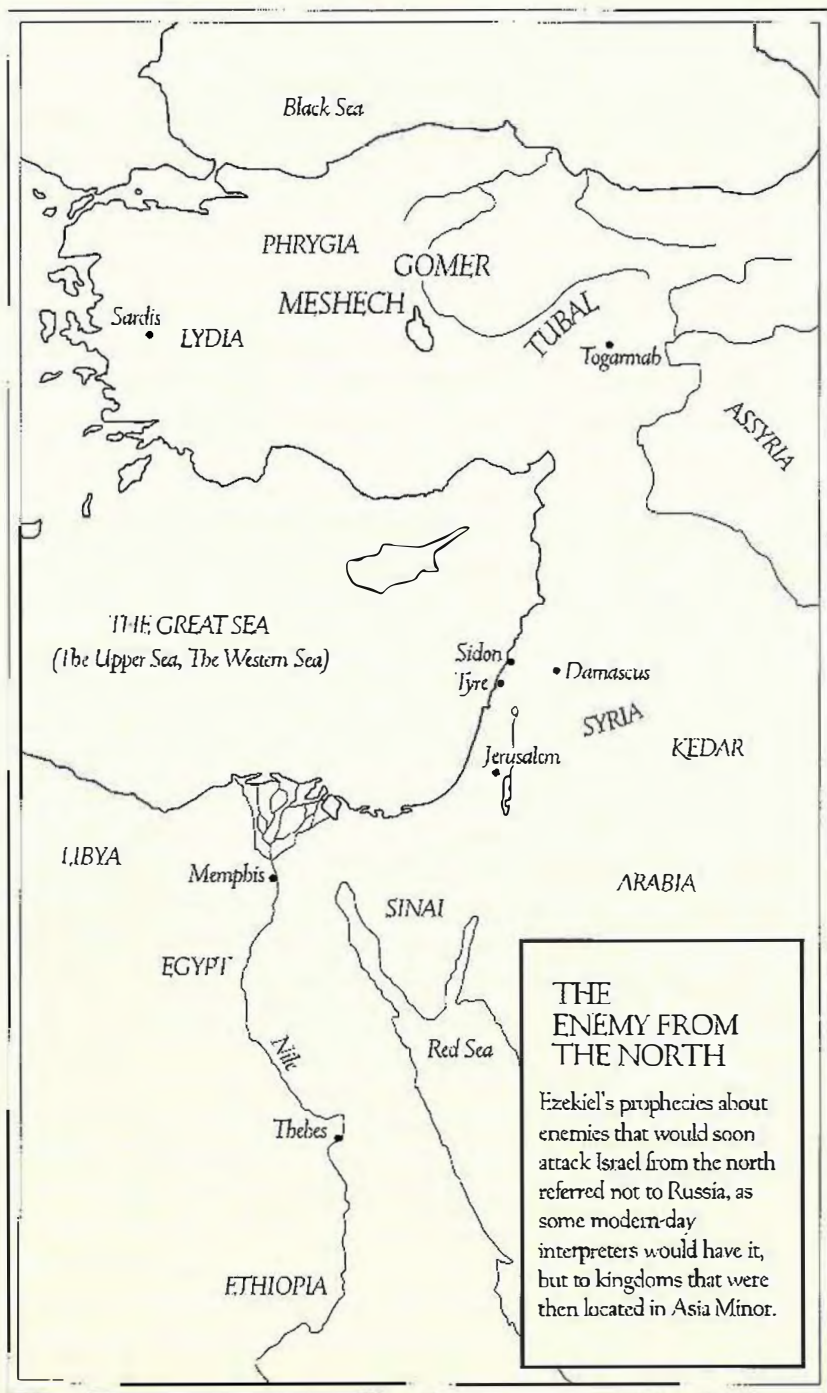 Black Sea
PHRYGIA
GOMER
MESHECH
Sardis
LYDIA
TUBAL
Togarmah
ASSYRIA
THE GREAT SEA
(The Upper Sea, The Western Sea)
Sidon
Tyre
Damascus
SYRIA
KEDAR
Jerusalem
LIBYA
Memphis
ARABIA
SINAI
EGYPT
Nile
Red Sea
Thebes
ETHIOPIA
THE
ENEMY FROM
THE NORTH
Ezekiel's prophecies about
enemies that would soon
attack Israel from the north
referred not to Russia, as
some modern-day
interpreters would have it,
but to kingdoms that were
then located in Asia Minor.